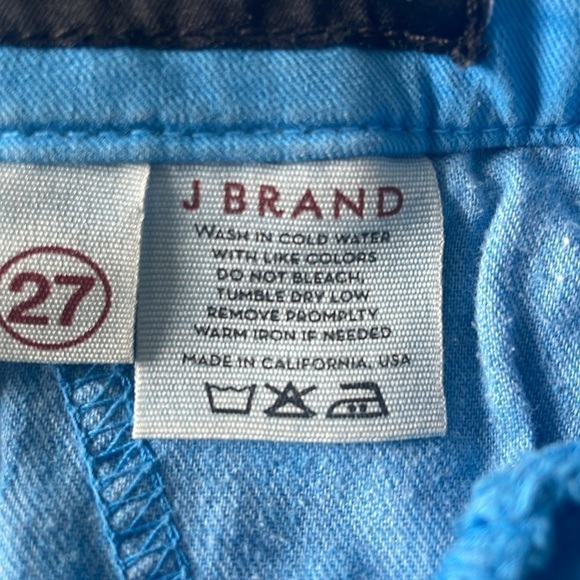 27
J BRAND
WASH IN COLD WATER
WITH LIKE COLORS
DO NOT BLEACH,
TUMBLE DRY LOW
REMOVE PROMPLTY
WARM IRON IF NEEDED
MADE IN CALIFORNIA, USA